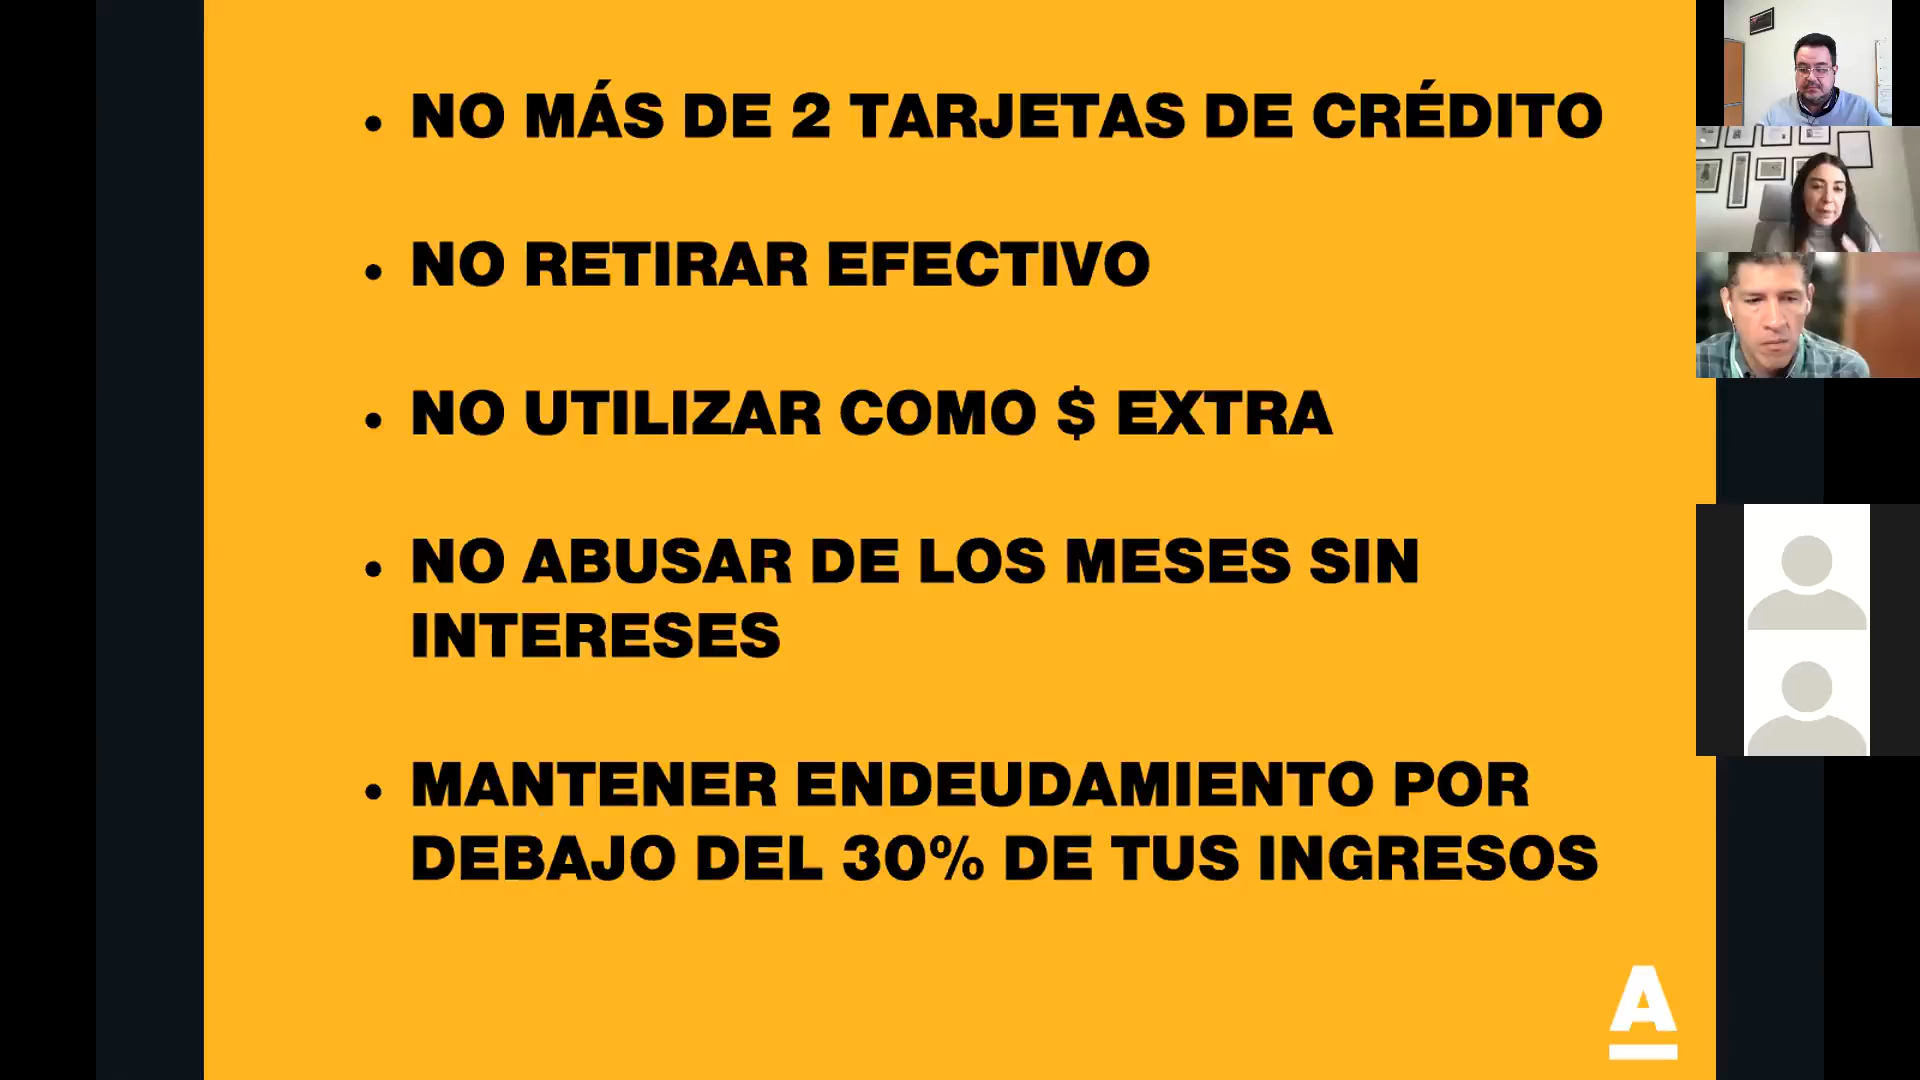 • NO MÁS DE 2 TARJETAS DE CRÉDITO
• NO RETIRAR EFECTIVO
• NO UTILIZAR COMO $ EXTRA
• NO ABUSAR DE LOS MESES SIN
INTERESES
• MANTENER ENDEUDAMIENTO POR
DEBAJO DEL 30% DE TUS INGRESOS
A